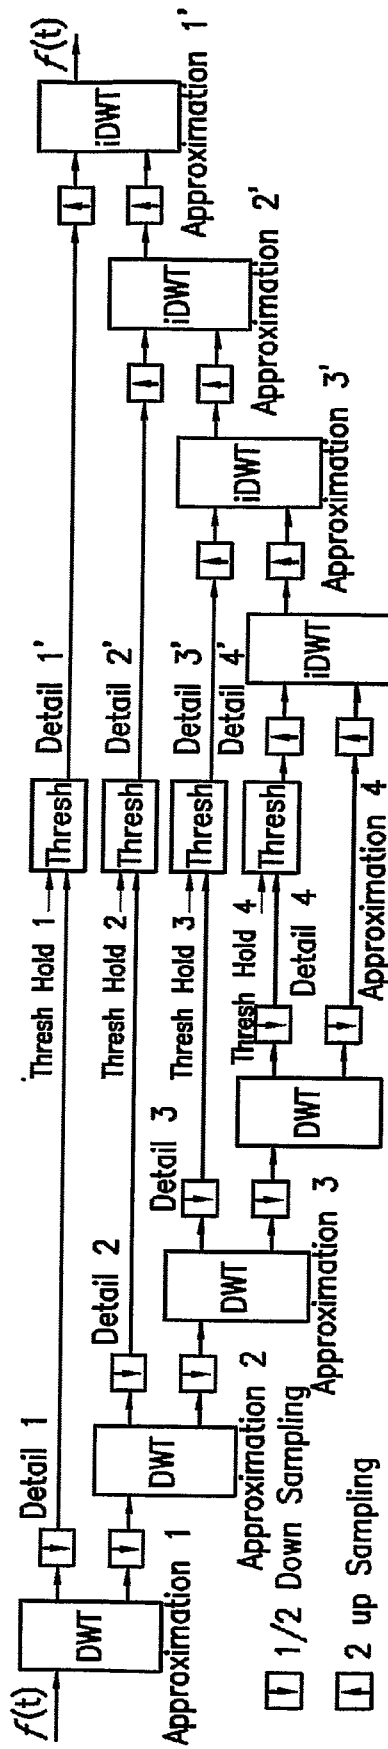 f(t)
DWT
Approximation 1
Detail 1
DWT
Approximation 2
Detail 2
DWT
Approximation 3
Detail 3
DWT
Approximation 4
Detail 4
Thresh Hold 1
Thresh
Detail 1'
Thresh Hold 2
Thresh
Detail 2'
Thresh Hold 3
Thresh
Detail 3'
Thresh Hold 4
Thresh
Detail 4'
iDWT
Approximation 3'
iDWT
Approximation 2'
iDWT
Approximation 1'
iDWT
f(t)
1/2 Down Sampling
2 up Sampling